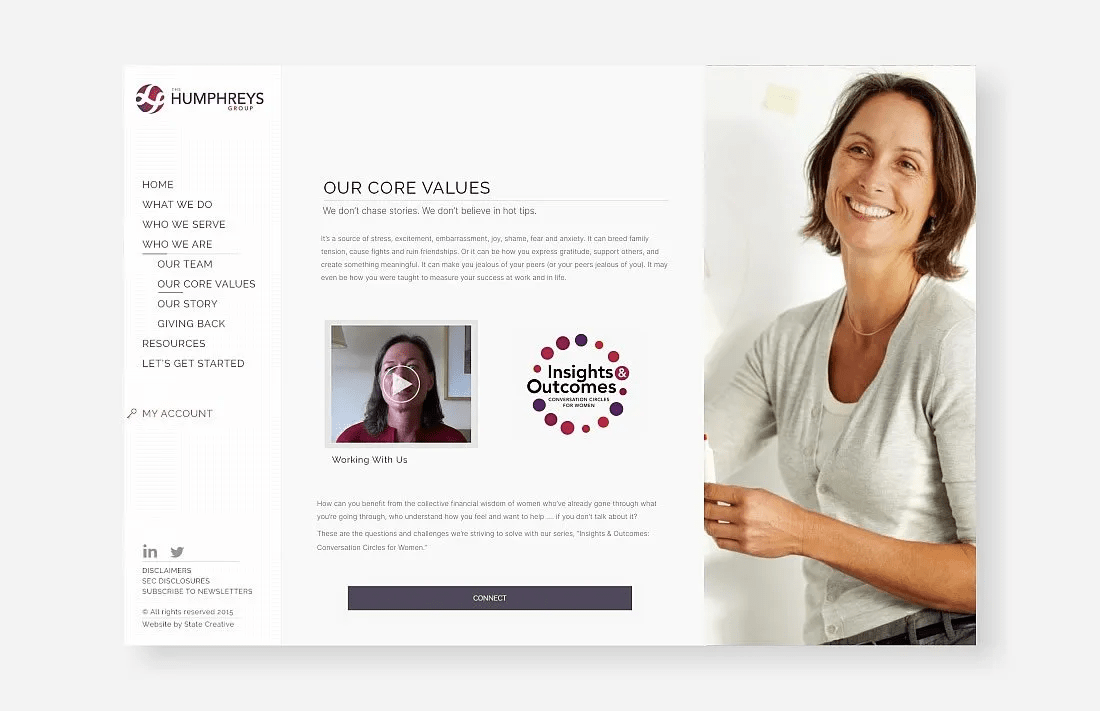 THE
HUMPHREYS
GROUP
HOME
WHAT WE DO
WHO WE SERVE
WHO WE ARE
OUR TEAM
OUR CORE VALUES
OUR STORY
GIVING BACK
RESOURCES
LET'S GET STARTED
MY ACCOUNT
DISCLAIMERS
SEC DISCLOSURES
SUBSCRIBE TO NEWSLETTERS
© All rights reserved 2015
Website by State Creative
OUR CORE VALUES
We don't chase stories. We don't believe in hot tips.
It's a source of stress, excitement, embarrassment, joy, shame, fear and anxiety. It can breed family
tension, cause fights and ruin friendships. Or it can be how you express gratitude, support others, and
create something meaningful. It can make you jealous of your peers (or your peers jealous of you). It may
even be how you were taught to measure your success at work and in life.
Working With Us
Insights &
Outcomes
CONVERSATION CIRCLES
FOR WOMEN
How can you benefit from the collective financial wisdom of women who've already gone through what
you're going through, who understand how you feel and want to help .... if you don't talk about it?
These are the questions and challenges we're striving to solve with our series, "Insights & Outcomes:
Conversation Circles for Women."
CONNECT